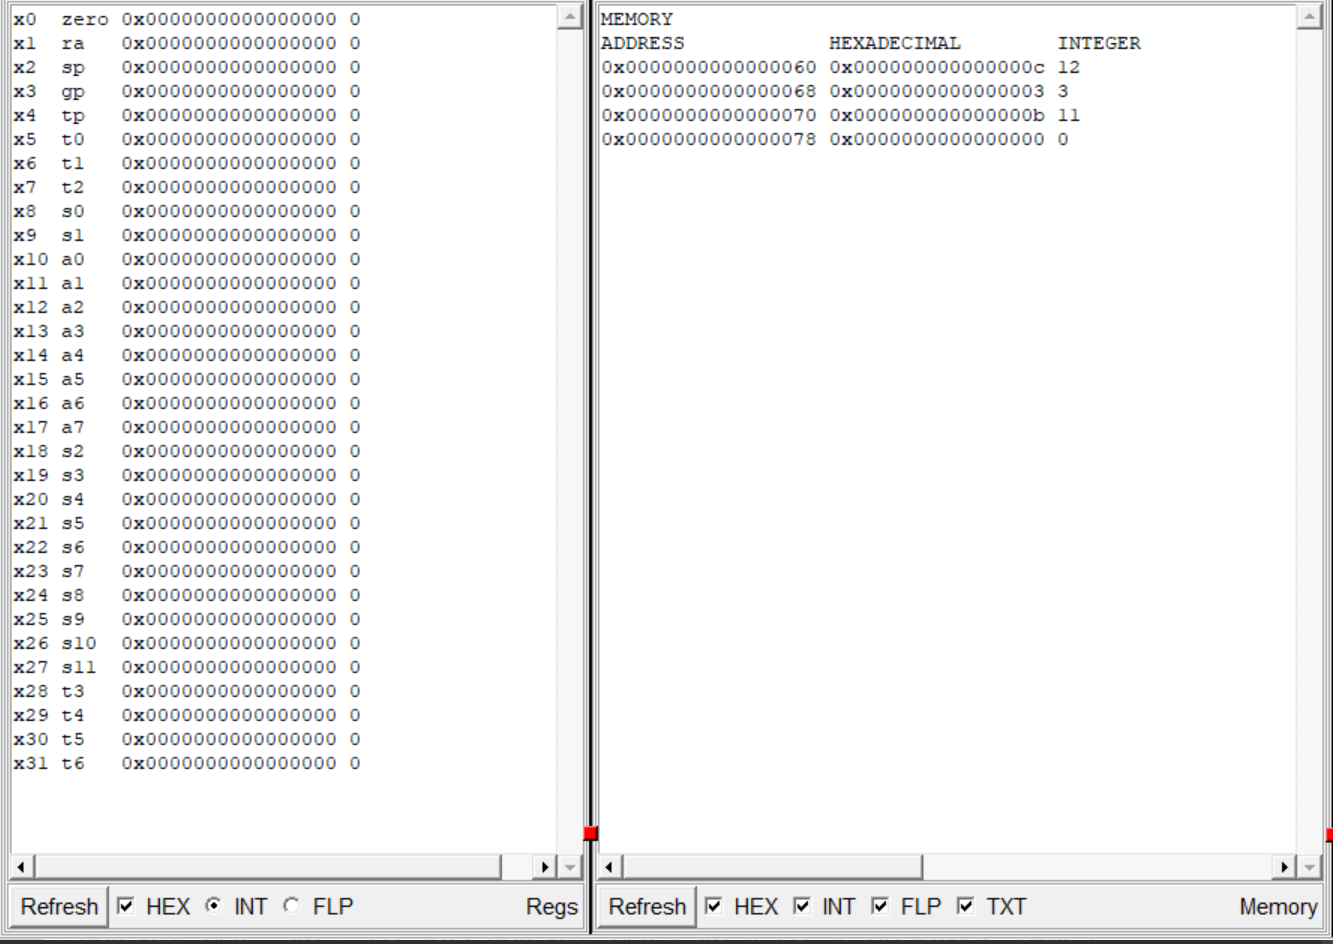 x0 zero 0x0000000000000000 0
x1 ra 0x0000000000000000 0
x2 sp 0x0000000000000000 0
x3 gp 0x0000000000000000 0
x4 tp 0x0000000000000000 0
x5 t0 0x0000000000000000 0
x6 t1 0x0000000000000000 0
x7 t2 0x0000000000000000 0
x8 s0 0x0000000000000000 0
x9 s1 0x0000000000000000 0
x10 a0 0x0000000000000000 0
x11 a1 0x0000000000000000 0
x12 a2 0x0000000000000000 0
x13 a3 0x0000000000000000 0
x14 a4 0x0000000000000000 0
x15 a5 0x0000000000000000 0
x16 a6 0x0000000000000000 0
x17 a7 0x0000000000000000 0
x18 s2 0x0000000000000000 0
x19 s3 0x0000000000000000 0
x20 s4 0x0000000000000000 0
x21 s5 0x0000000000000000 0
x22 s6 0x0000000000000000 0
x23 s7 0x0000000000000000 0
x24 s8 0x0000000000000000 0
x25 s9 0x0000000000000000 0
x26 s10 0x0000000000000000 0
x27 s11 0x0000000000000000 0
x28 t3 0x0000000000000000 0
x29 t4 0x0000000000000000 0
x30 t5 0x0000000000000000 0
x31 t6 0x0000000000000000 0
Refresh HEX INT FLP Regs
MEMORY
ADDRESS HEXADECIMAL INTEGER
0x0000000000000060 0x000000000000000c 12
0x0000000000000068 0x0000000000000003 3
0x0000000000000070 0x000000000000000b 11
0x0000000000000078 0x0000000000000000 0
Refresh HEX INT FLP TXT Memory